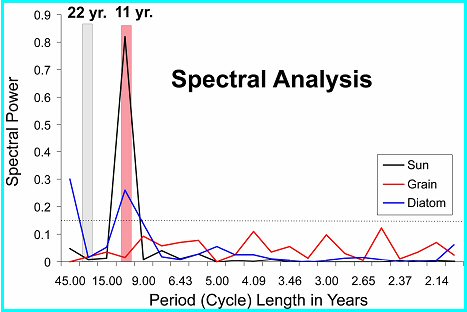 22 yr. 11 yr.
Spectral Analysis
Spectral Power
0.9
0.8
0.7
0.6
0.5
0.4
0.3
0.2
0.1
0
Sun
Grain
Diatom
45.00 15.00 9.00 6.43 5.00 4.09 3.46 3.00 2.65 2.37 2.14
Period (Cycle) Length in Years